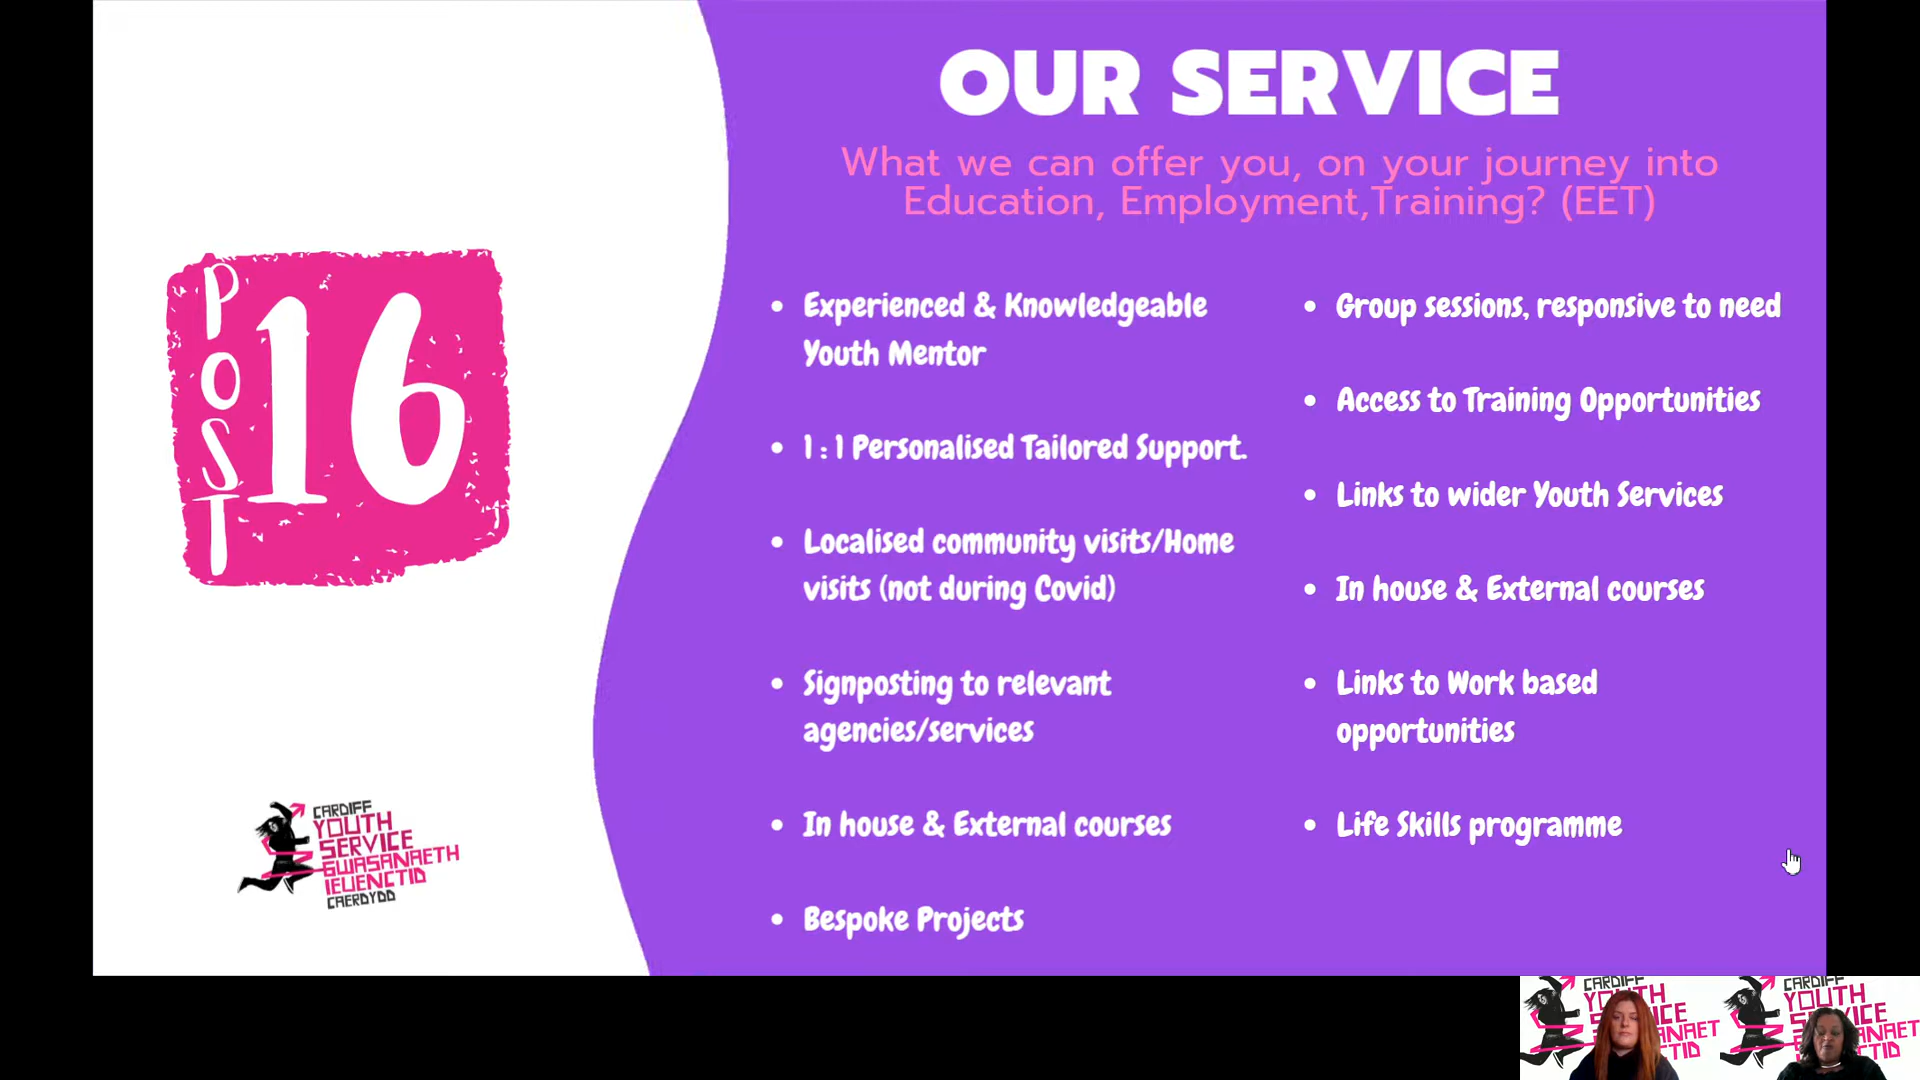 OUR SERVICE
What we can offer you, on your journey into
Education, Employment,Training? (EET)
POST
16
• Experienced & Knowledgeable
Youth Mentor
• 1 : 1 Personalised Tailored Support.
• Localised community visits/Home
visits (not during Covid)
• Signposting to relevant
agencies/services
• In house & External courses
• Bespoke Projects
• Group sessions, responsive to need
• Access to Training Opportunities
• Links to wider Youth Services
• In house & External courses
• Links to Work based
opportunities
• Life Skills programme
CARDIFF
YOUTH
SERVICE
GWASANAETH
IEUENCTID
CAERDYDD
CARDIFF
YOUTH
CARDIFF
YOUTH